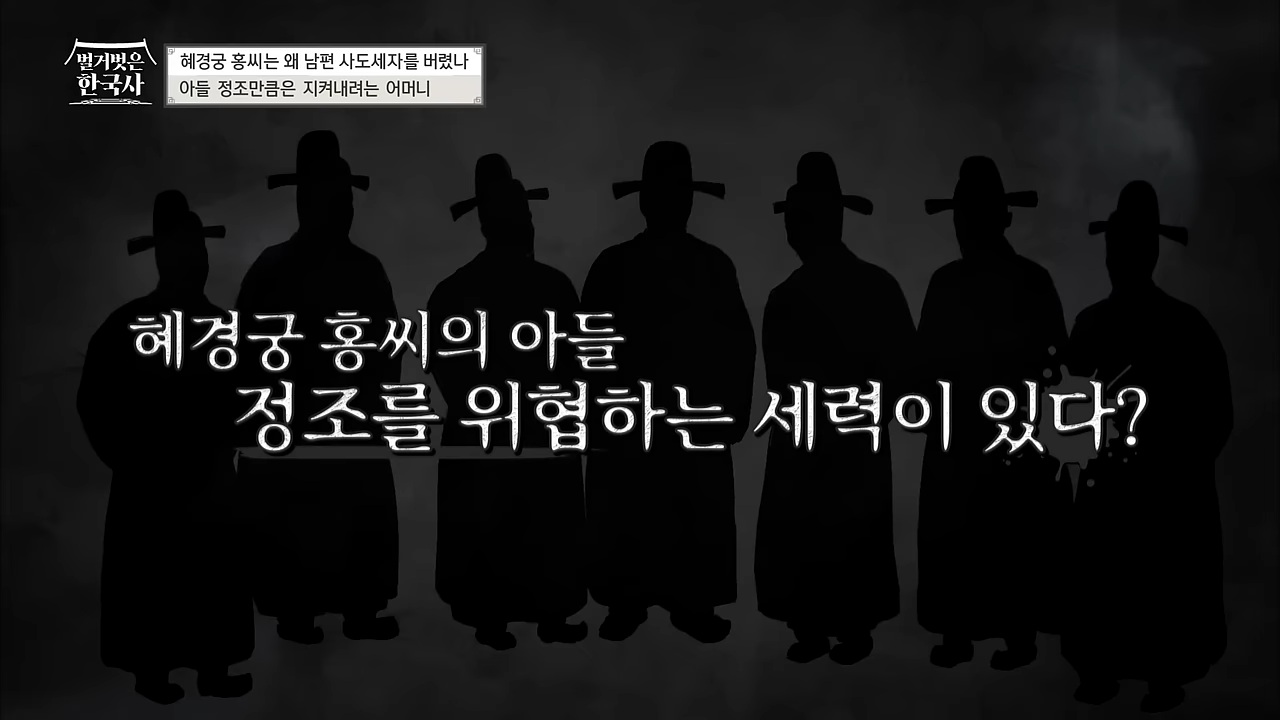 벌거벗은
한국사
혜경궁 홍씨는 왜 남편 사도세자를 버렸나
아들 정조만큼은 지켜내려는 어머니
혜경궁 홍씨의 아들
정조를 위협하는 세력이 있다?